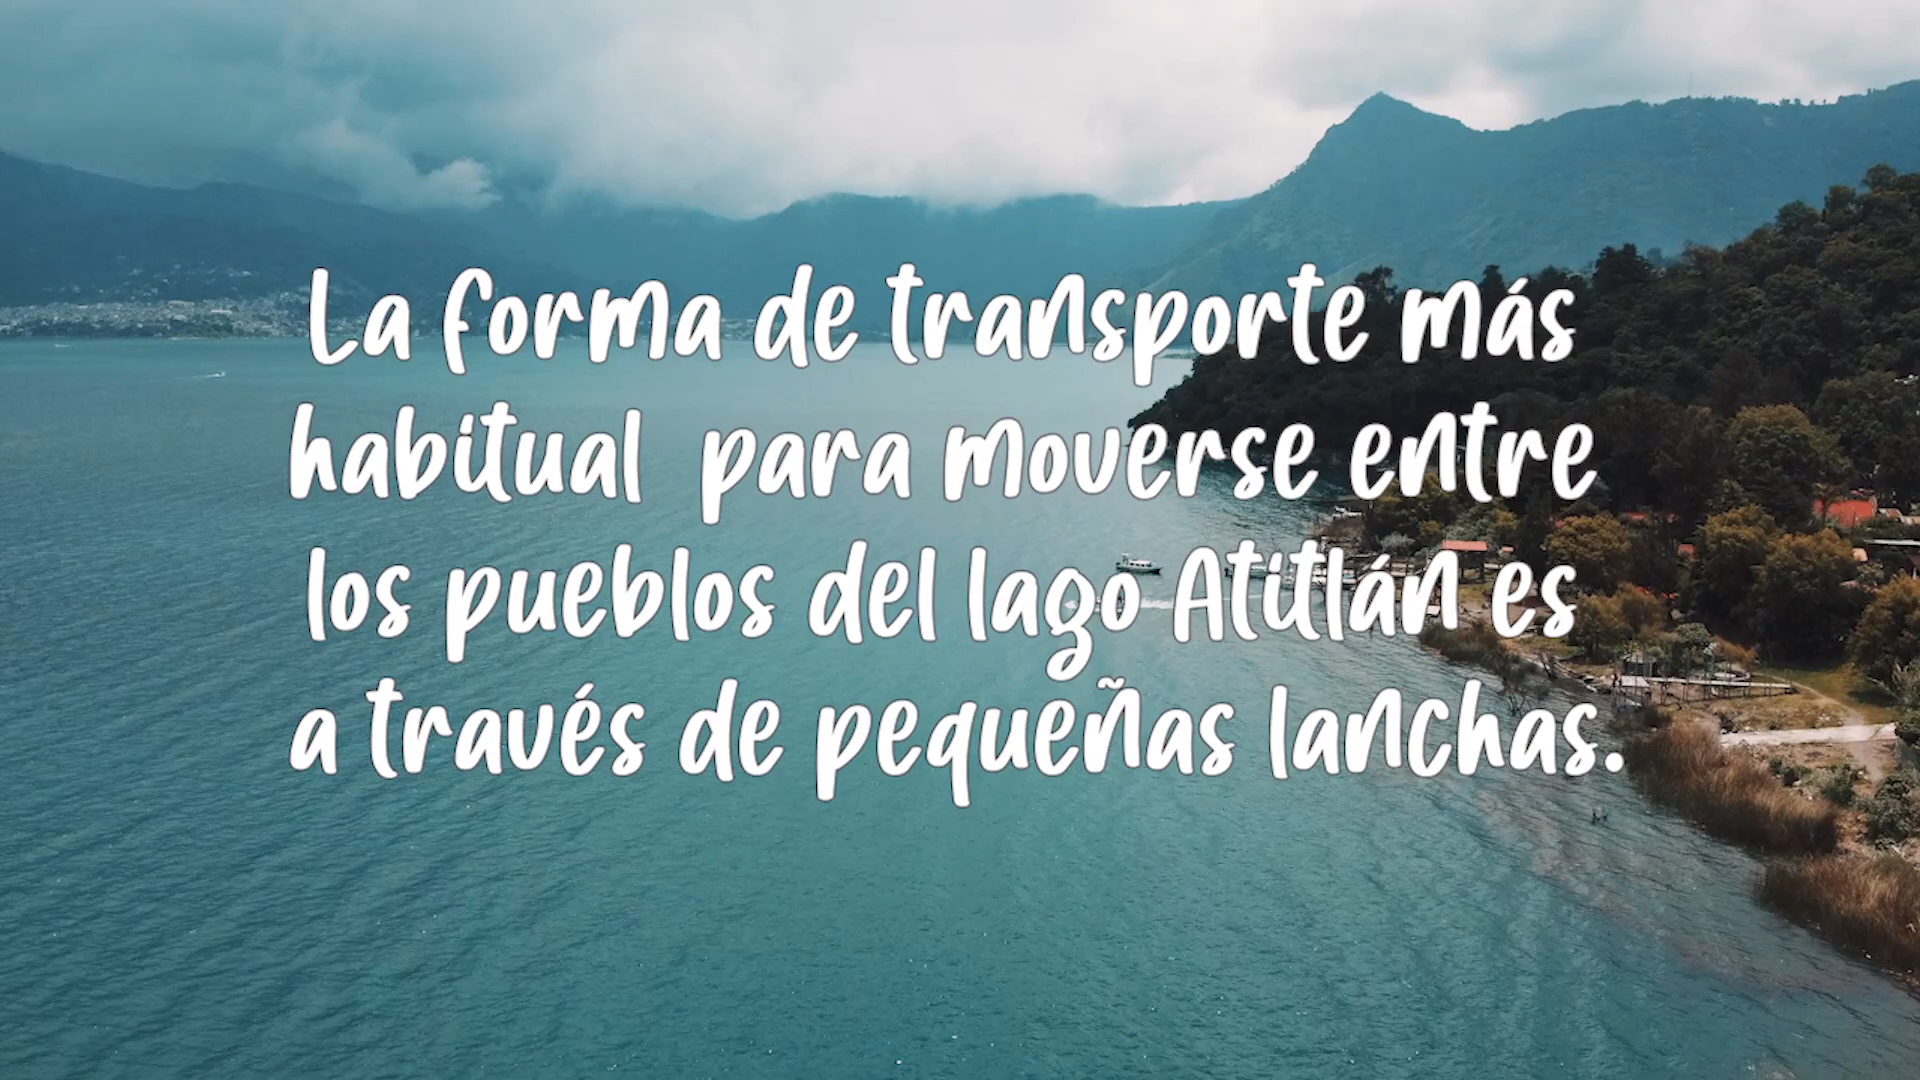 La forma de transporte más
habitual para moverse entre
los pueblos del lago Atitlán es
a través de pequeñas lanchas.